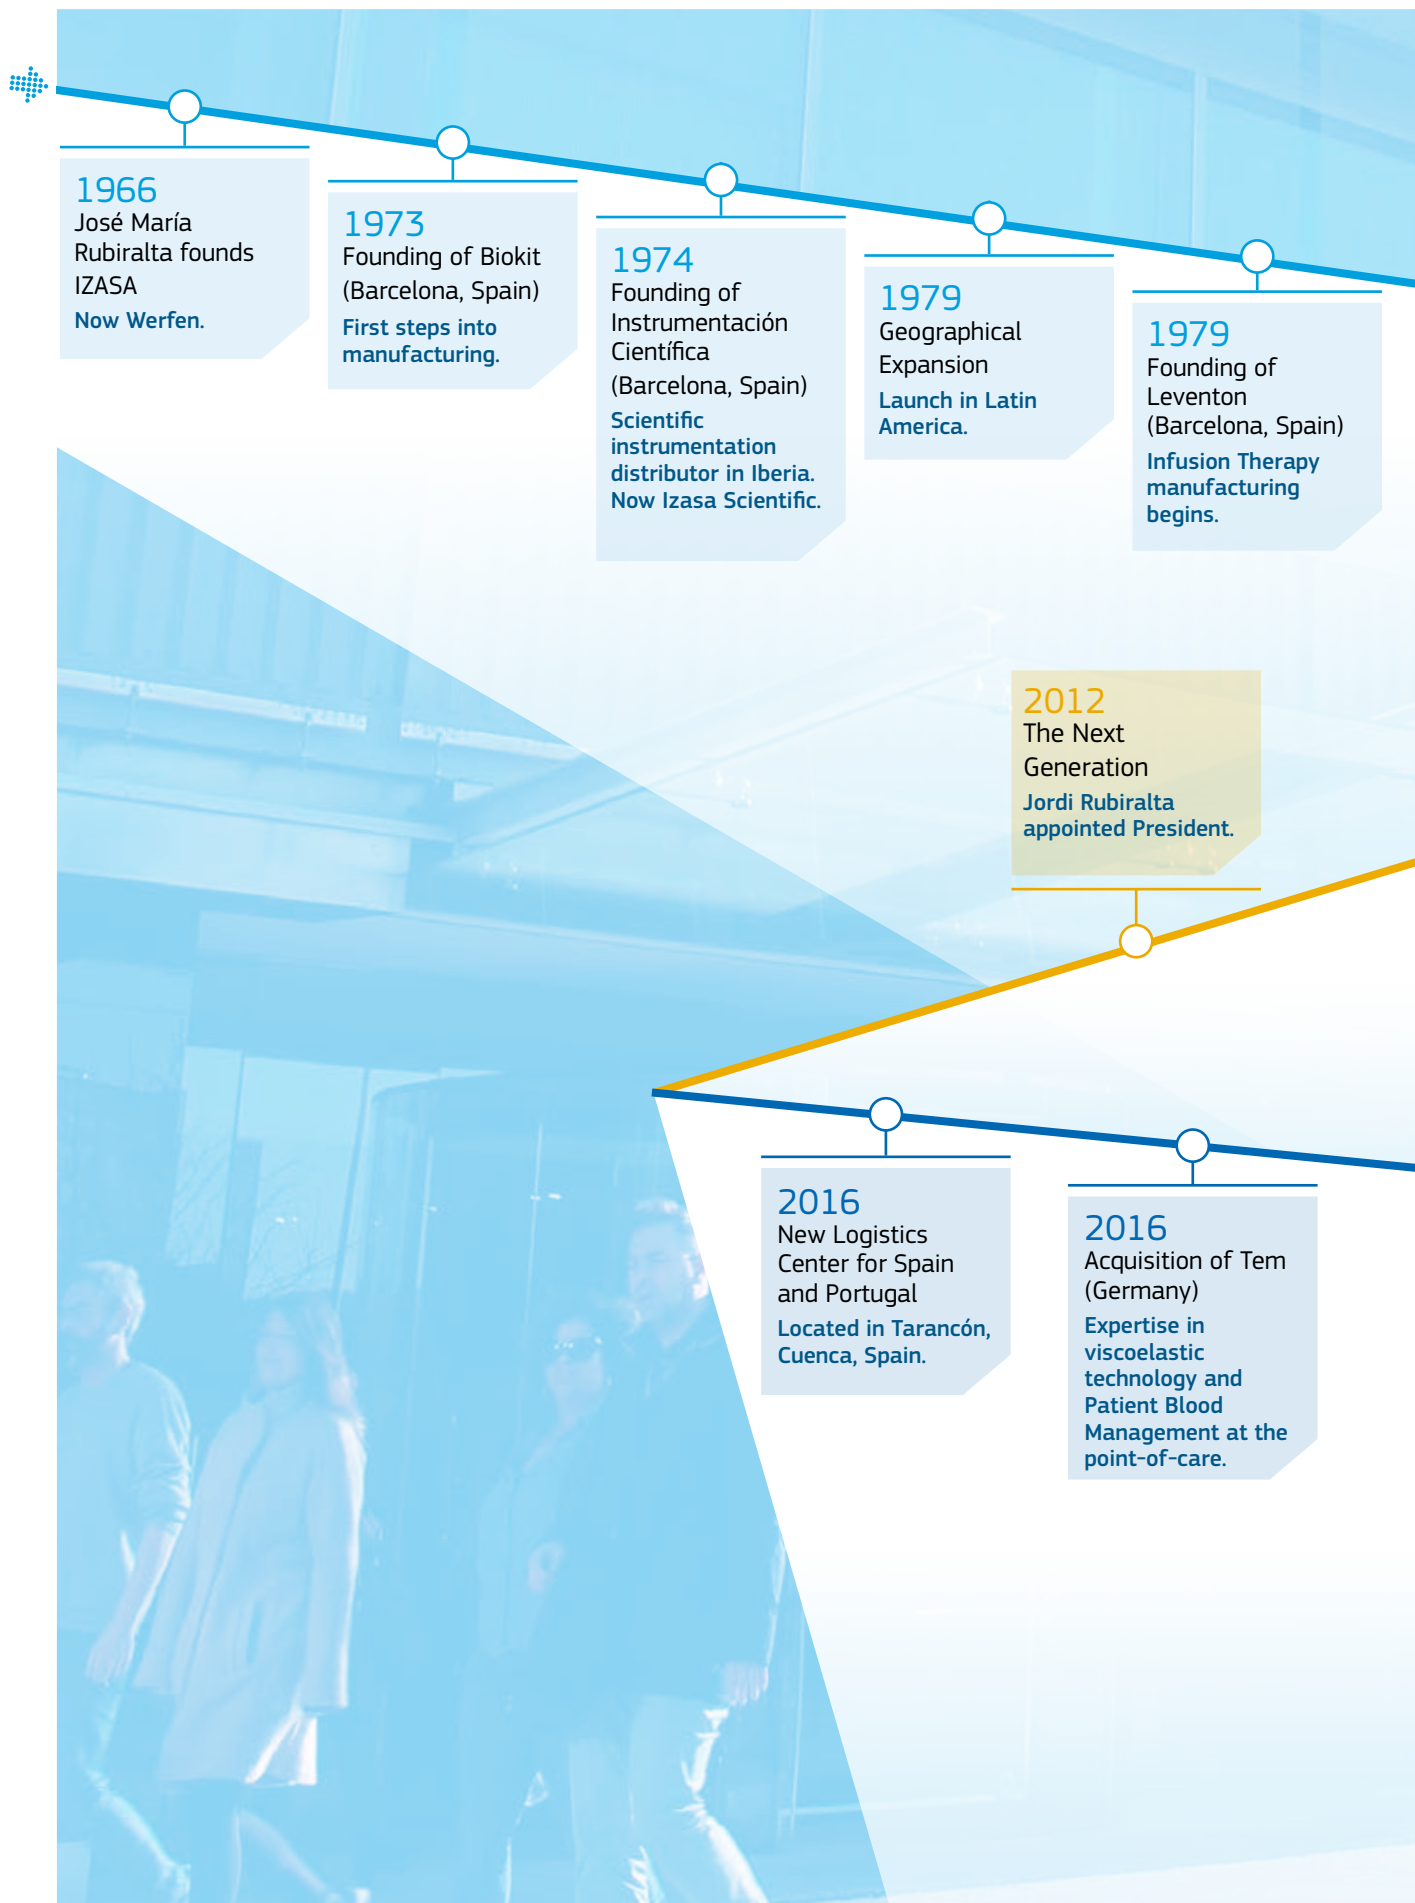 1966
José María
Rubiralta founds
IZASA
Now Werfen.
1973
Founding of Biokit
(Barcelona, Spain)
First steps into
manufacturing.
1974
Founding of
Instrumentación
Científica
(Barcelona, Spain)
Scientific
instrumentation
distributor in Iberia.
Now Izasa Scientific.
1979
Geographical
Expansion
Launch in Latin
America.
1979
Founding of
Leventon
(Barcelona, Spain)
Infusion Therapy
manufacturing
begins.
2012
The Next
Generation
Jordi Rubiralta
appointed President.
2016
New Logistics
Center for Spain
and Portugal
Located in Tarancón,
Cuenca, Spain.
2016
Acquisition of Tem
(Germany)
Expertise in
viscoelastic
technology and
Patient Blood
Management at the
point-of-care.